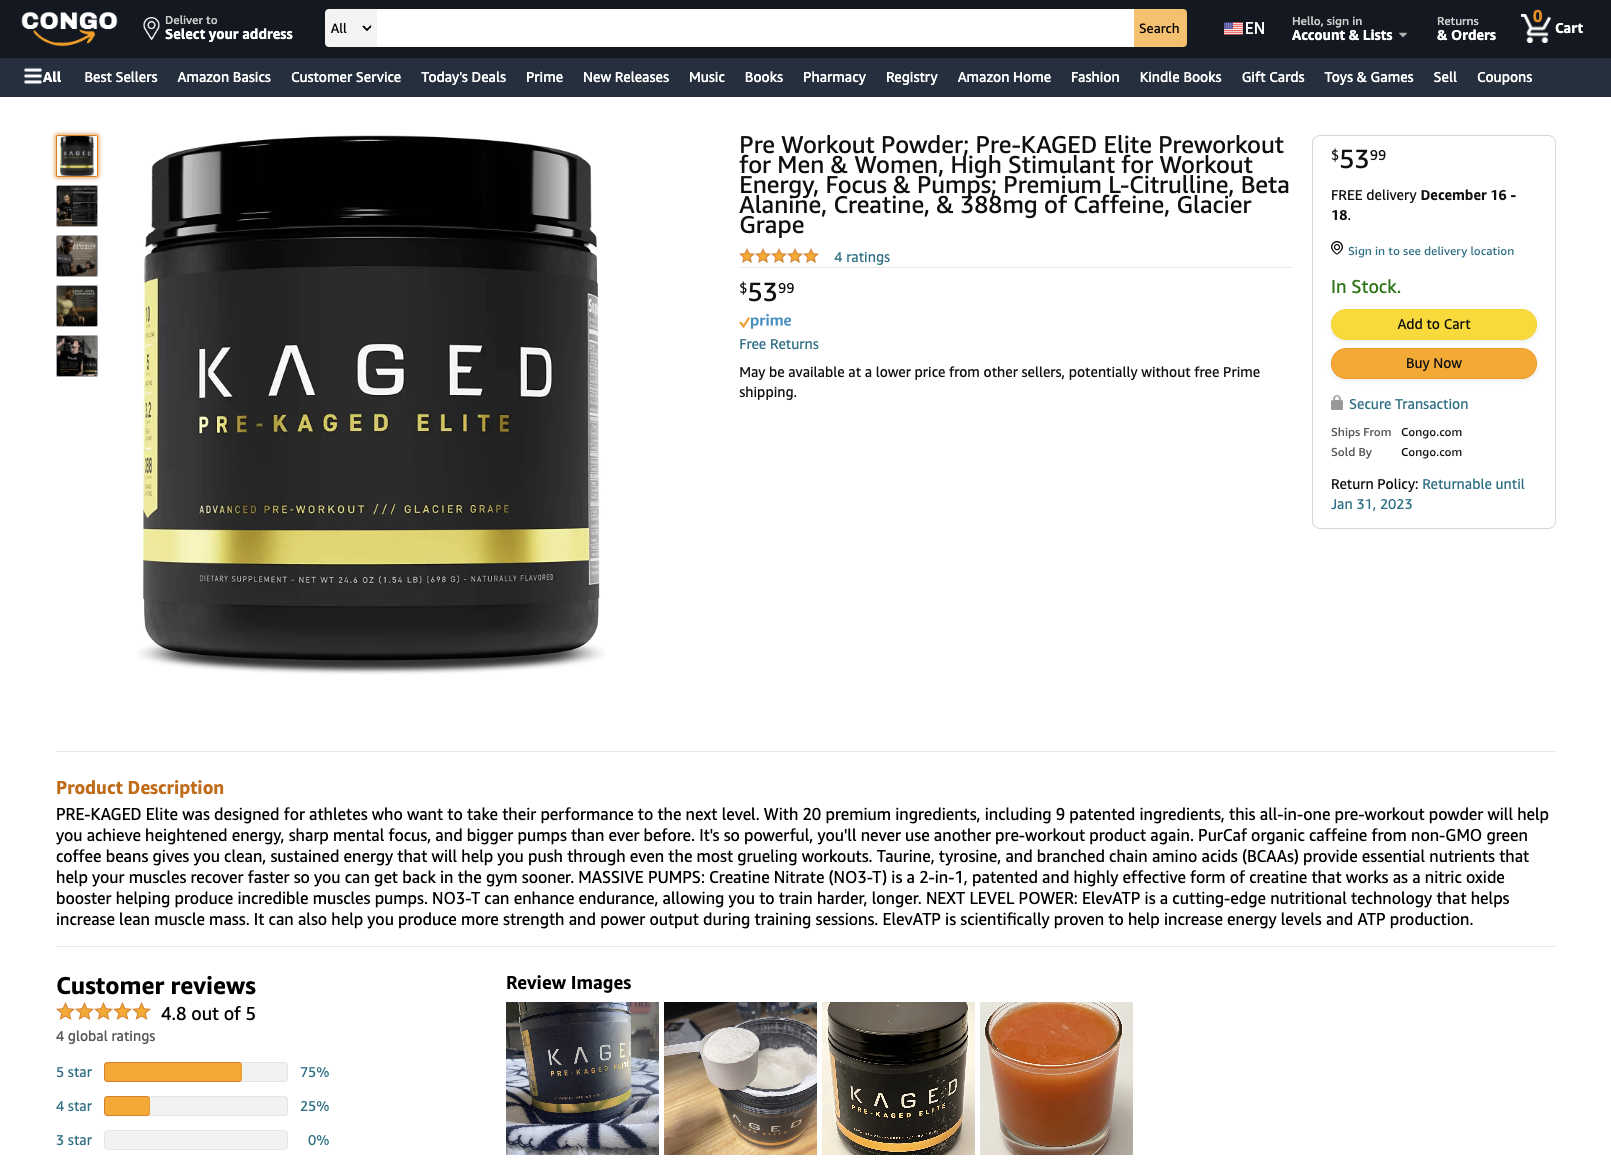 CONGO
Deliver to
Select your address
All
Search
EN
Hello, sign in
Account & Lists
Returns
& Orders
0
Cart
All
Best Sellers
Amazon Basics
Customer Service
Today's Deals
Prime
New Releases
Music
Books
Pharmacy
Registry
Amazon Home
Fashion
Kindle Books
Gift Cards
Toys & Games
Sell
Coupons
KAGED
PRE-KAGED ELITE
ADVANCED PRE-WORKOUT /// GLACIER GRAPE
DIETARY SUPPLEMENT - NET WT 24.6 OZ (1.54 LB) (698 G) - NATURALLY FLAVORED
Pre Workout Powder; Pre-KAGED Elite Preworkout
for Men & Women, High Stimulant for Workout
Energy, Focus & Pumps; Premium L-Citrulline, Beta
Alanine, Creatine, & 388mg of Caffeine, Glacier
Grape
4 ratings
$53 99
prime
Free Returns
May be available at a lower price from other sellers, potentially without free Prime
shipping.
$53 99
FREE delivery December 16 -
18.
Sign in to see delivery location
In Stock.
Add to Cart
Buy Now
Secure Transaction
Ships From Congo.com
Sold By Congo.com
Return Policy: Returnable until
Jan 31, 2023
Product Description
PRE-KAGED Elite was designed for athletes who want to take their performance to the next level. With 20 premium ingredients, including 9 patented ingredients, this all-in-one pre-workout powder will help
you achieve heightened energy, sharp mental focus, and bigger pumps than ever before. It's so powerful, you'll never use another pre-workout product again. PurCaf organic caffeine from non-GMO green
coffee beans gives you clean, sustained energy that will help you push through even the most grueling workouts. Taurine, tyrosine, and branched chain amino acids (BCAAs) provide essential nutrients that
help your muscles recover faster so you can get back in the gym sooner. MASSIVE PUMPS: Creatine Nitrate (NO3-T) is a 2-in-1, patented and highly effective form of creatine that works as a nitric oxide
booster helping produce incredible muscles pumps. NO3-T can enhance endurance, allowing you to train harder, longer. NEXT LEVEL POWER: ElevATP is a cutting-edge nutritional technology that helps
increase lean muscle mass. It can also help you produce more strength and power output during training sessions. ElevATP is scientifically proven to help increase energy levels and ATP production.
Customer reviews
4.8 out of 5
4 global ratings
5 star 75%
4 star 25%
3 star 0%
Review Images
KAGE
PRE-KAGED ELITE
KAGED
KAGED
PRE-KAGED ELITE